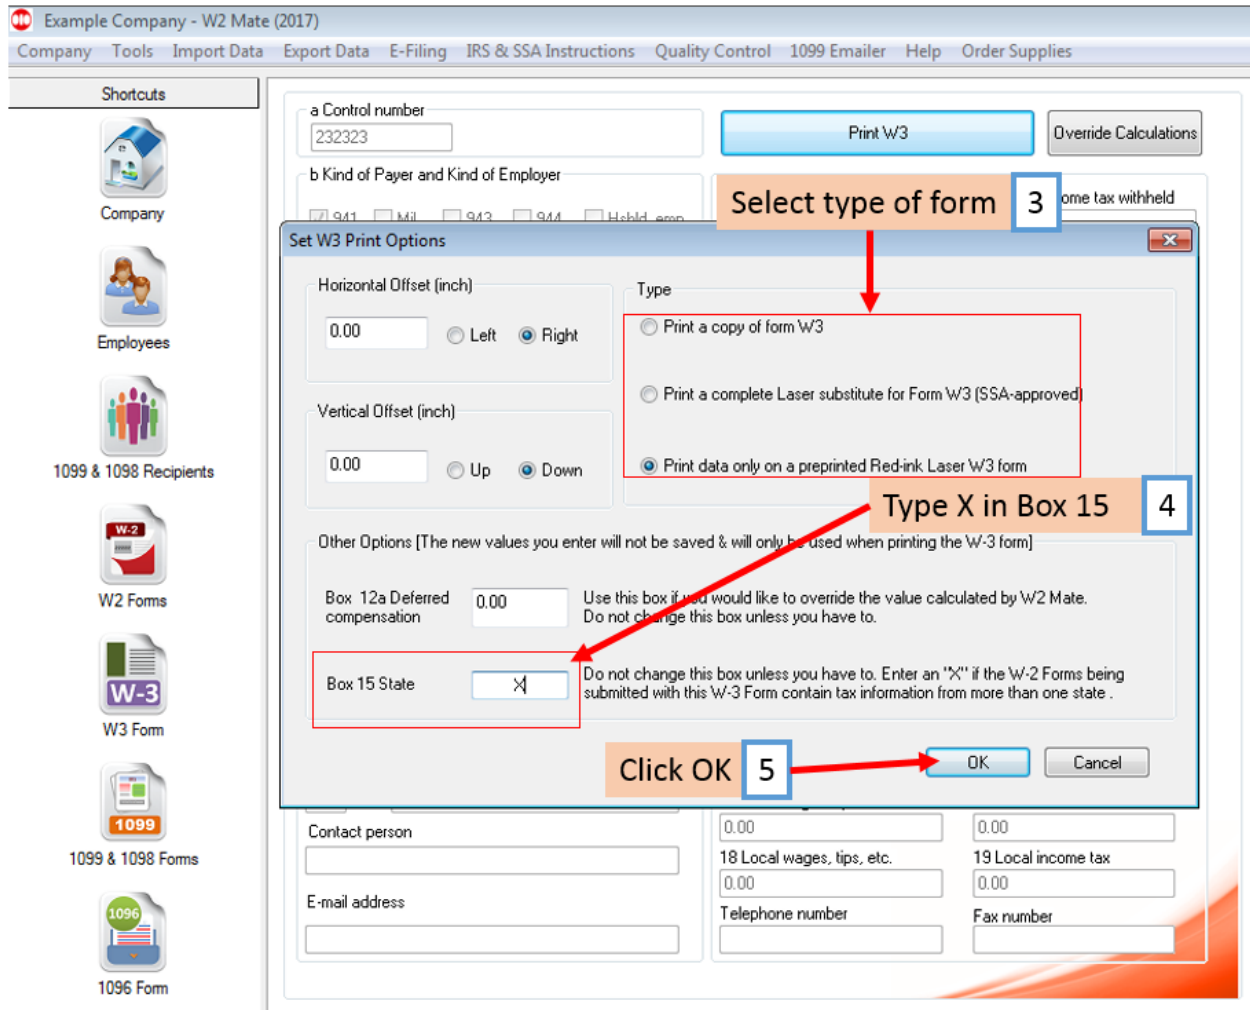 Example Company - W2 Mate (2017)
Company Tools Import Data Export Data E-Filing IRS & SSA Instructions Quality Control 1099 Emailer Help Order Supplies
Shortcuts
Company
Employees
1099 & 1098 Recipients
W-2
W2 Forms
W-3
W3 Form
1099
1099 & 1098 Forms
1096
1096 Form
a Control number
232323
Print W3
Override Calculations
b Kind of Payer and Kind of Employer
941 Mil 943 944 Hshld. emp
ome tax withheld
Select type of form 3
Set W3 Print Options
Horizontal Offset (inch)
0.00 Left Right
Vertical Offset (inch)
0.00 Up Down
Type
Print a copy of form W3
Print a complete Laser substitute for Form W3 (SSA-approved)
Print data only on a preprinted Red-ink Laser W3 form
Type X in Box 15 4
Other Options [The new values you enter will not be saved & will only be used when printing the W-3 form]
Box 12a Deferred
compensation
0.00
Use this box if you would like to override the value calculated by W2 Mate.
Do not change this box unless you have to.
Box 15 State
X
Do not change this box unless you have to. Enter an "X" if the W-2 Forms being
submitted with this W-3 Form contain tax information from more than one state .
Click OK 5
OK Cancel
Contact person
E-mail address
0.00 0.00
18 Local wages, tips, etc. 19 Local income tax
0.00 0.00
Telephone number Fax number